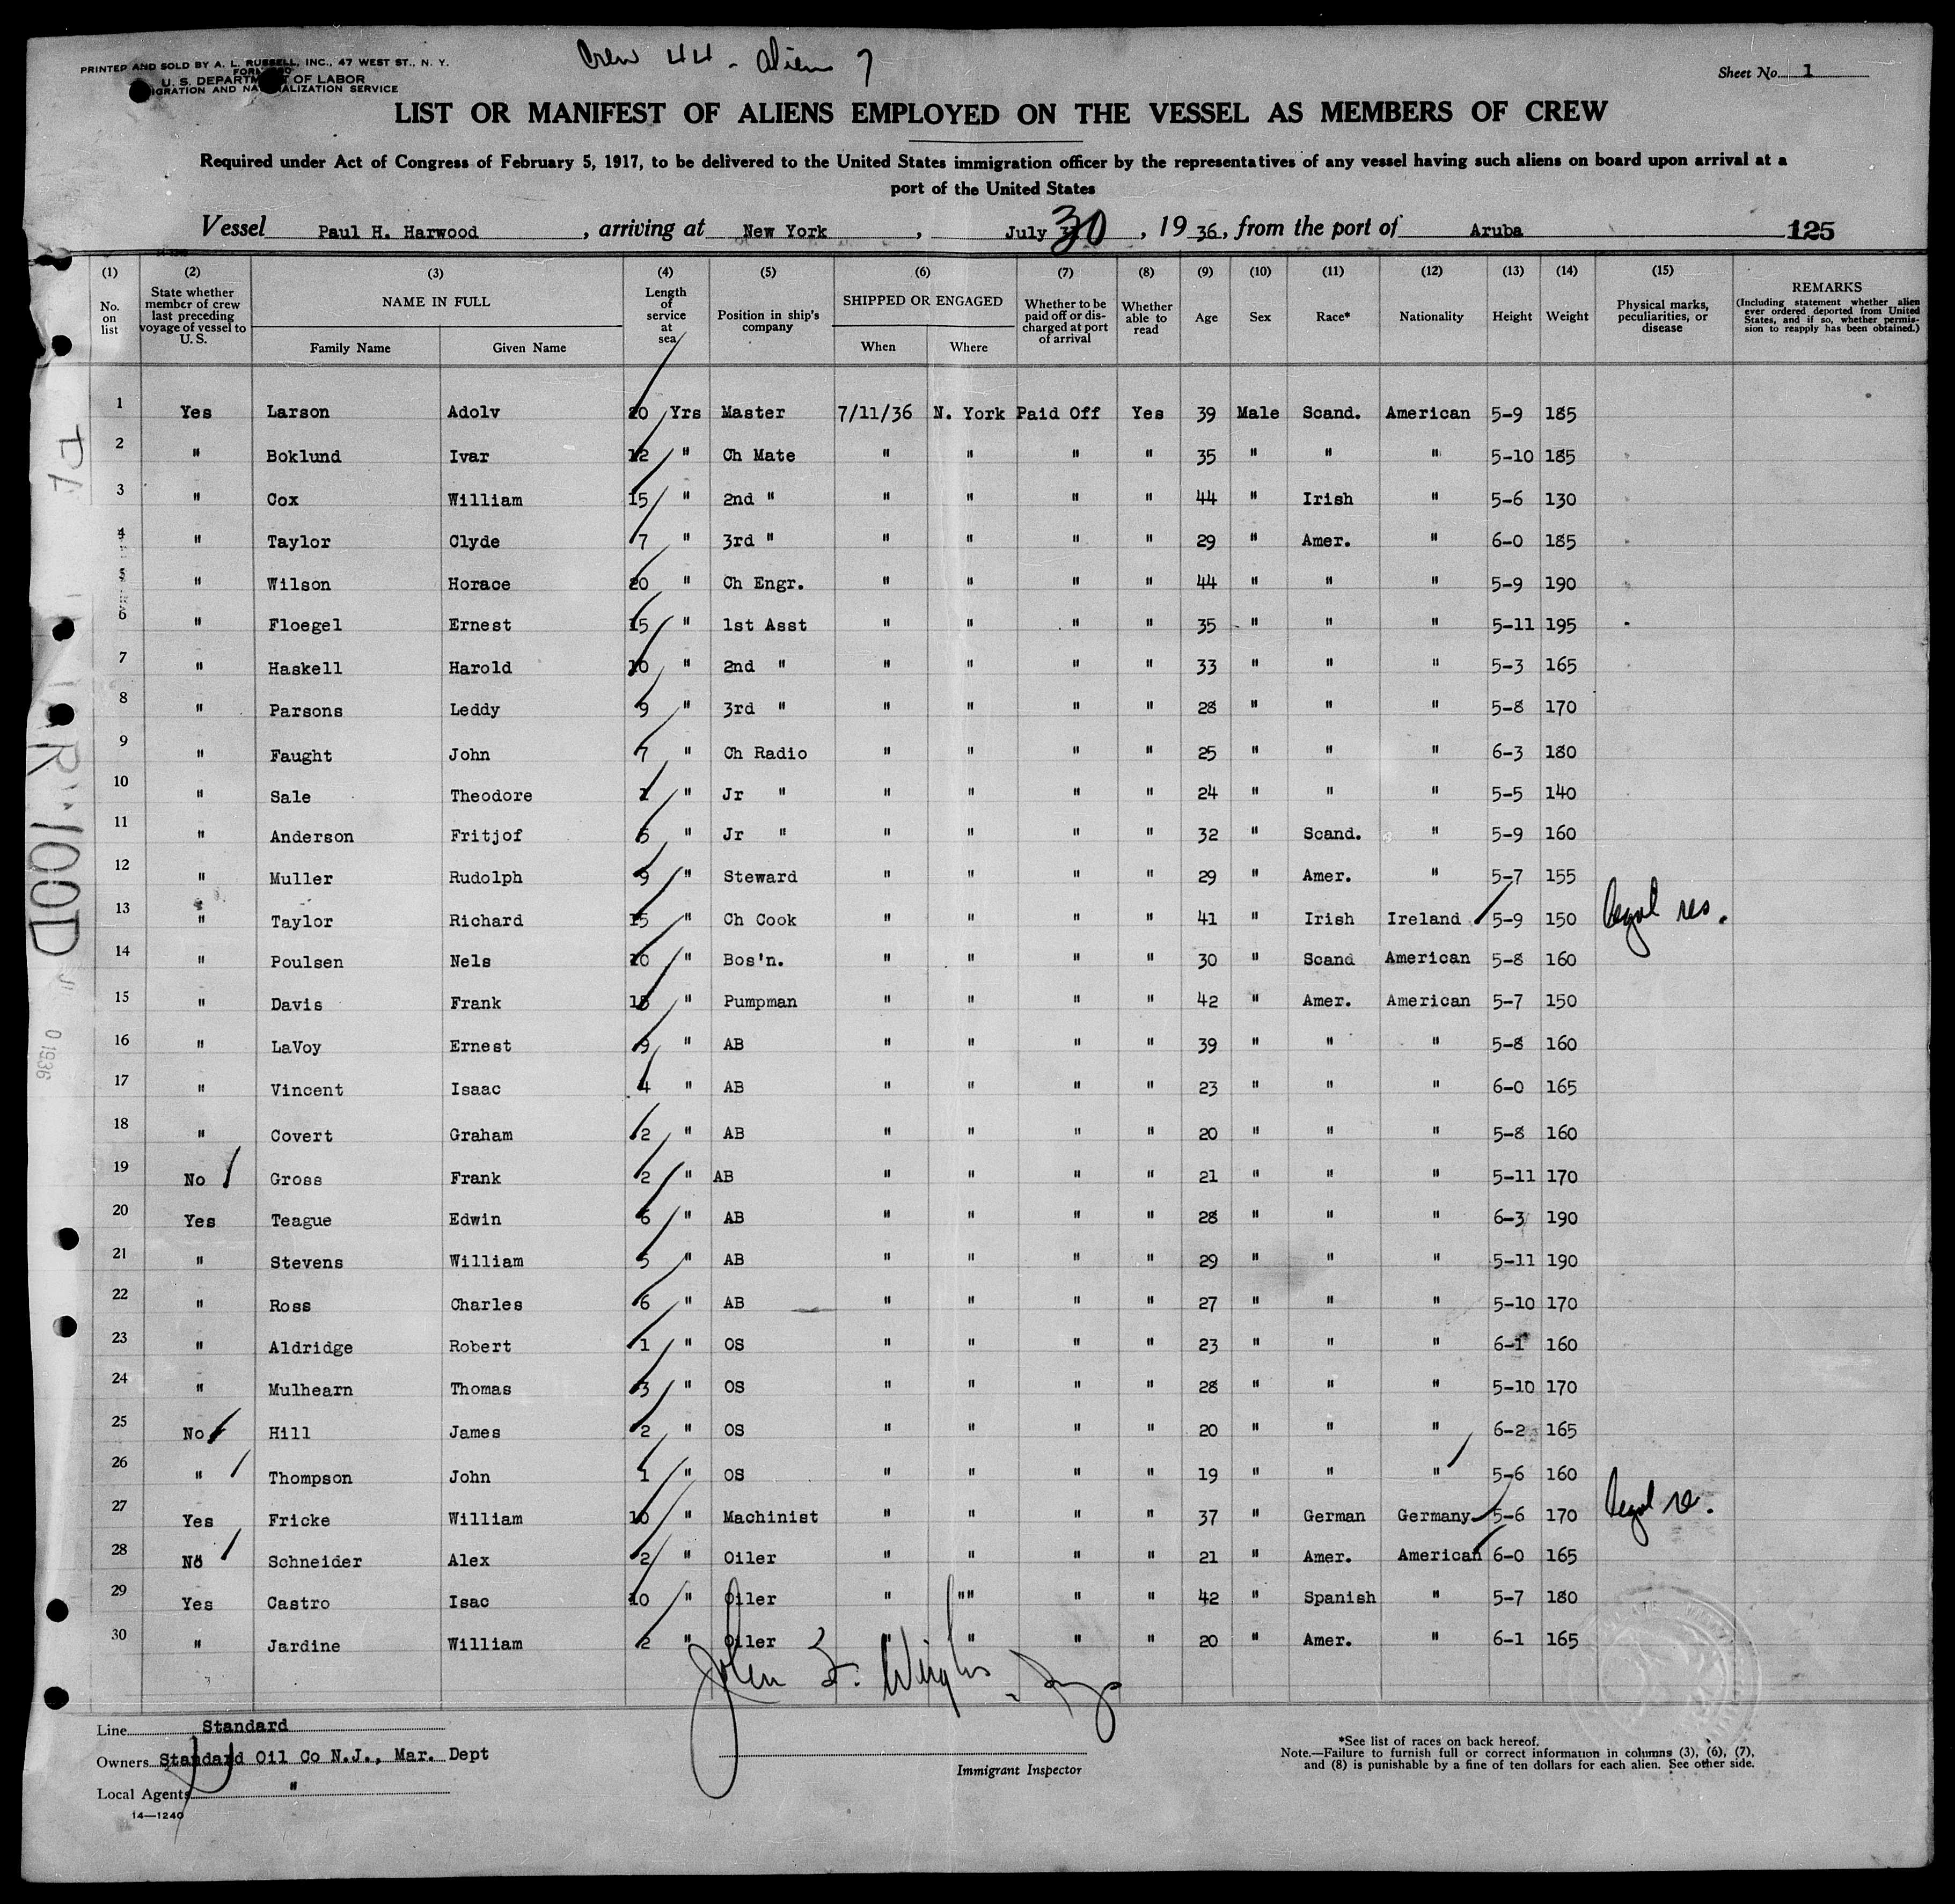 Crew 44 - alien 7
PRINTED AND SOLD BY A. L. RUSSELL, INC., 47 WEST ST., N. Y.
U. S. DEPARTMENT OF LABOR
IMMIGRATION AND NATURALIZATION SERVICE
Sheet No. 1
LIST OR MANIFEST OF ALIENS EMPLOYED ON THE VESSEL AS MEMBERS OF CREW
Required under Act of Congress of February 5, 1917, to be delivered to the United States immigration officer by the representatives of any vessel having such aliens on board upon arrival at a
port of the United States
Vessel Paul H. Harwood, arriving at New York, July 30, 1936, from the port of Aruba 125
(1) (2) (3) (4) (5) (6) (7) (8) (9) (10) (11) (12) (13) (14) (15)
No. on list | State whether member of crew last preceding voyage of vessel to U. S. | NAME IN FULL Family Name Given Name | Length of service at sea | Position in ship's company | SHIPPED OR ENGAGED When Where | Whether to be paid off or discharged at port of arrival | Whether able to read | Age | Sex | Race* | Nationality | Height | Weight | Physical marks, peculiarities, or disease | REMARKS (Including statement whether alien ever ordered deported from United States, and if so, whether permission to reapply has been obtained.)
1 Yes Larson Adolv 20 Yrs Master 7/11/36 N. York Paid Off Yes 39 Male Scand. American 5-9 185
2 " Boklund Ivar 12 " Ch Mate " " " " 35 " " " 5-10 185
3 " Cox William 15 " 2nd " " " " " 44 " Irish " 5-6 130
4 " Taylor Clyde 7 " 3rd " " " " " 29 " Amer. " 6-0 185
5 " Wilson Horace 20 " Ch Engr. " " " " 44 " " " 5-9 190
6 " Floegel Ernest 15 " 1st Asst " " " " 35 " " " 5-11 195
7 " Haskell Harold 10 " 2nd " " " " " 33 " " " 5-3 165
8 " Parsons Leddy 9 " 3rd " " " " " 28 " " " 5-8 170
9 " Faught John 7 " Ch Radio " " " " 25 " " " 6-3 180
10 " Sale Theodore 1 " Jr " " " " " 24 " " " 5-5 140
11 " Anderson Fritjof 6 " Jr " " " " " 32 " Scand. " 5-9 160
12 " Muller Rudolph 9 " Steward " " " " 29 " Amer. " 5-7 155
13 " Taylor Richard 15 " Ch Cook " " " " 41 " Irish Ireland 5-9 150 legal res.
14 " Poulsen Nels 10 " Bos'n. " " " " 30 " Scand American 5-8 160
15 " Davis Frank 18 " Pumpman " " " " 42 " Amer. American 5-7 150
16 " LaVoy Ernest 9 " AB " " " " 39 " " " 5-8 160
17 " Vincent Isaac 4 " AB " " " " 23 " " " 6-0 165
18 " Covert Graham 2 " AB " " " " 20 " " " 5-8 160
19 No Gross Frank 2 " AB " " " " 21 " " " 5-11 170
20 Yes Teague Edwin 6 " AB " " " " 28 " " " 6-3 190
21 " Stevens William 5 " AB " " " " 29 " " " 5-11 190
22 " Ross Charles 6 " AB " " " " 27 " " " 5-10 170
23 " Aldridge Robert 1 " OS " " " " 23 " " " 6-1 160
24 " Mulhearn Thomas 3 " OS " " " " 28 " " " 5-10 170
25 No Hill James 2 " OS " " " " 20 " " " 6-2 165
26 " Thompson John 1 " OS " " " " 19 " " " 5-6 160
27 Yes Fricke William 10 " Machinist " " " " 37 " German Germany 5-6 170 legal re.
28 No Schneider Alex 2 " Oiler " " " " 21 " Amer. American 6-0 165
29 Yes Castro Isac 10 " Oiler " "" " " 42 " Spanish " 5-7 180
30 " Jardine William 2 " Oiler " " " " 20 " Amer. " 6-1 165
Line Standard
Owners Standard Oil Co N.J., Mar. Dept
Local Agents "
14—1240
Immigrant Inspector
*See list of races on back hereof.
Note.—Failure to furnish full or correct information in columns (3), (6), (7),
and (8) is punishable by a fine of ten dollars for each alien. See other side.